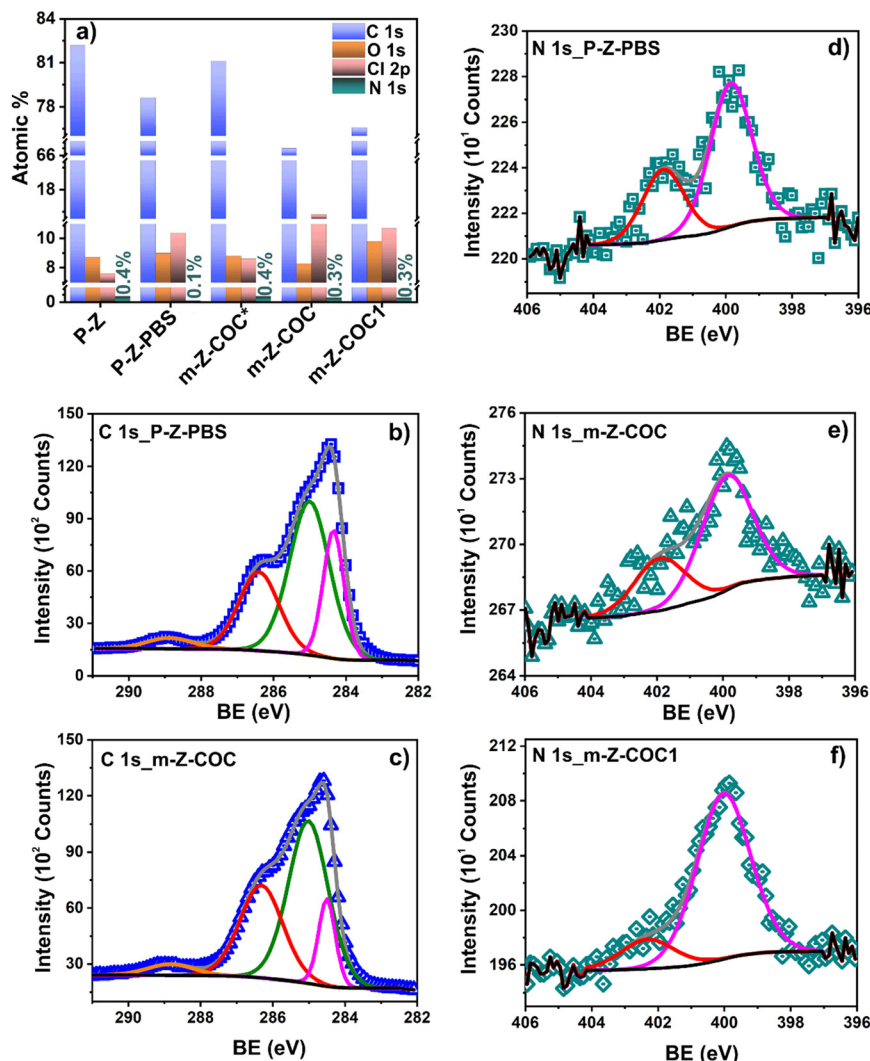 a)
C 1s
O 1s
Cl 2p
N 1s
Atomic %
84
81
78
66
18
10
8
0
0.4%
0.1%
0.4%
0.3%
0.3%
P-Z
P-Z-PBS
m-Z-COC*
m-Z-COC
m-Z-COC1
N 1s_P-Z-PBS
d)
Intensity (10¹ Counts)
230
228
224
221
220
406 404 402 400 398 396
BE (eV)
C 1s_P-Z-PBS
b)
Intensity (10² Counts)
150
120
90
60
30
0
290 288 286 284 282
BE (eV)
N 1s_m-Z-COC
e)
Intensity (10¹ Counts)
276
273
270
267
264
406 404 402 400 398 396
BE (eV)
C 1s_m-Z-COC
c)
Intensity (10² Counts)
150
120
90
60
30
290 288 286 284 282
BE (eV)
N 1s_m-Z-COC1
f)
Intensity (10¹ Counts)
212
208
204
200
196
406 404 402 400 398 396
BE (eV)